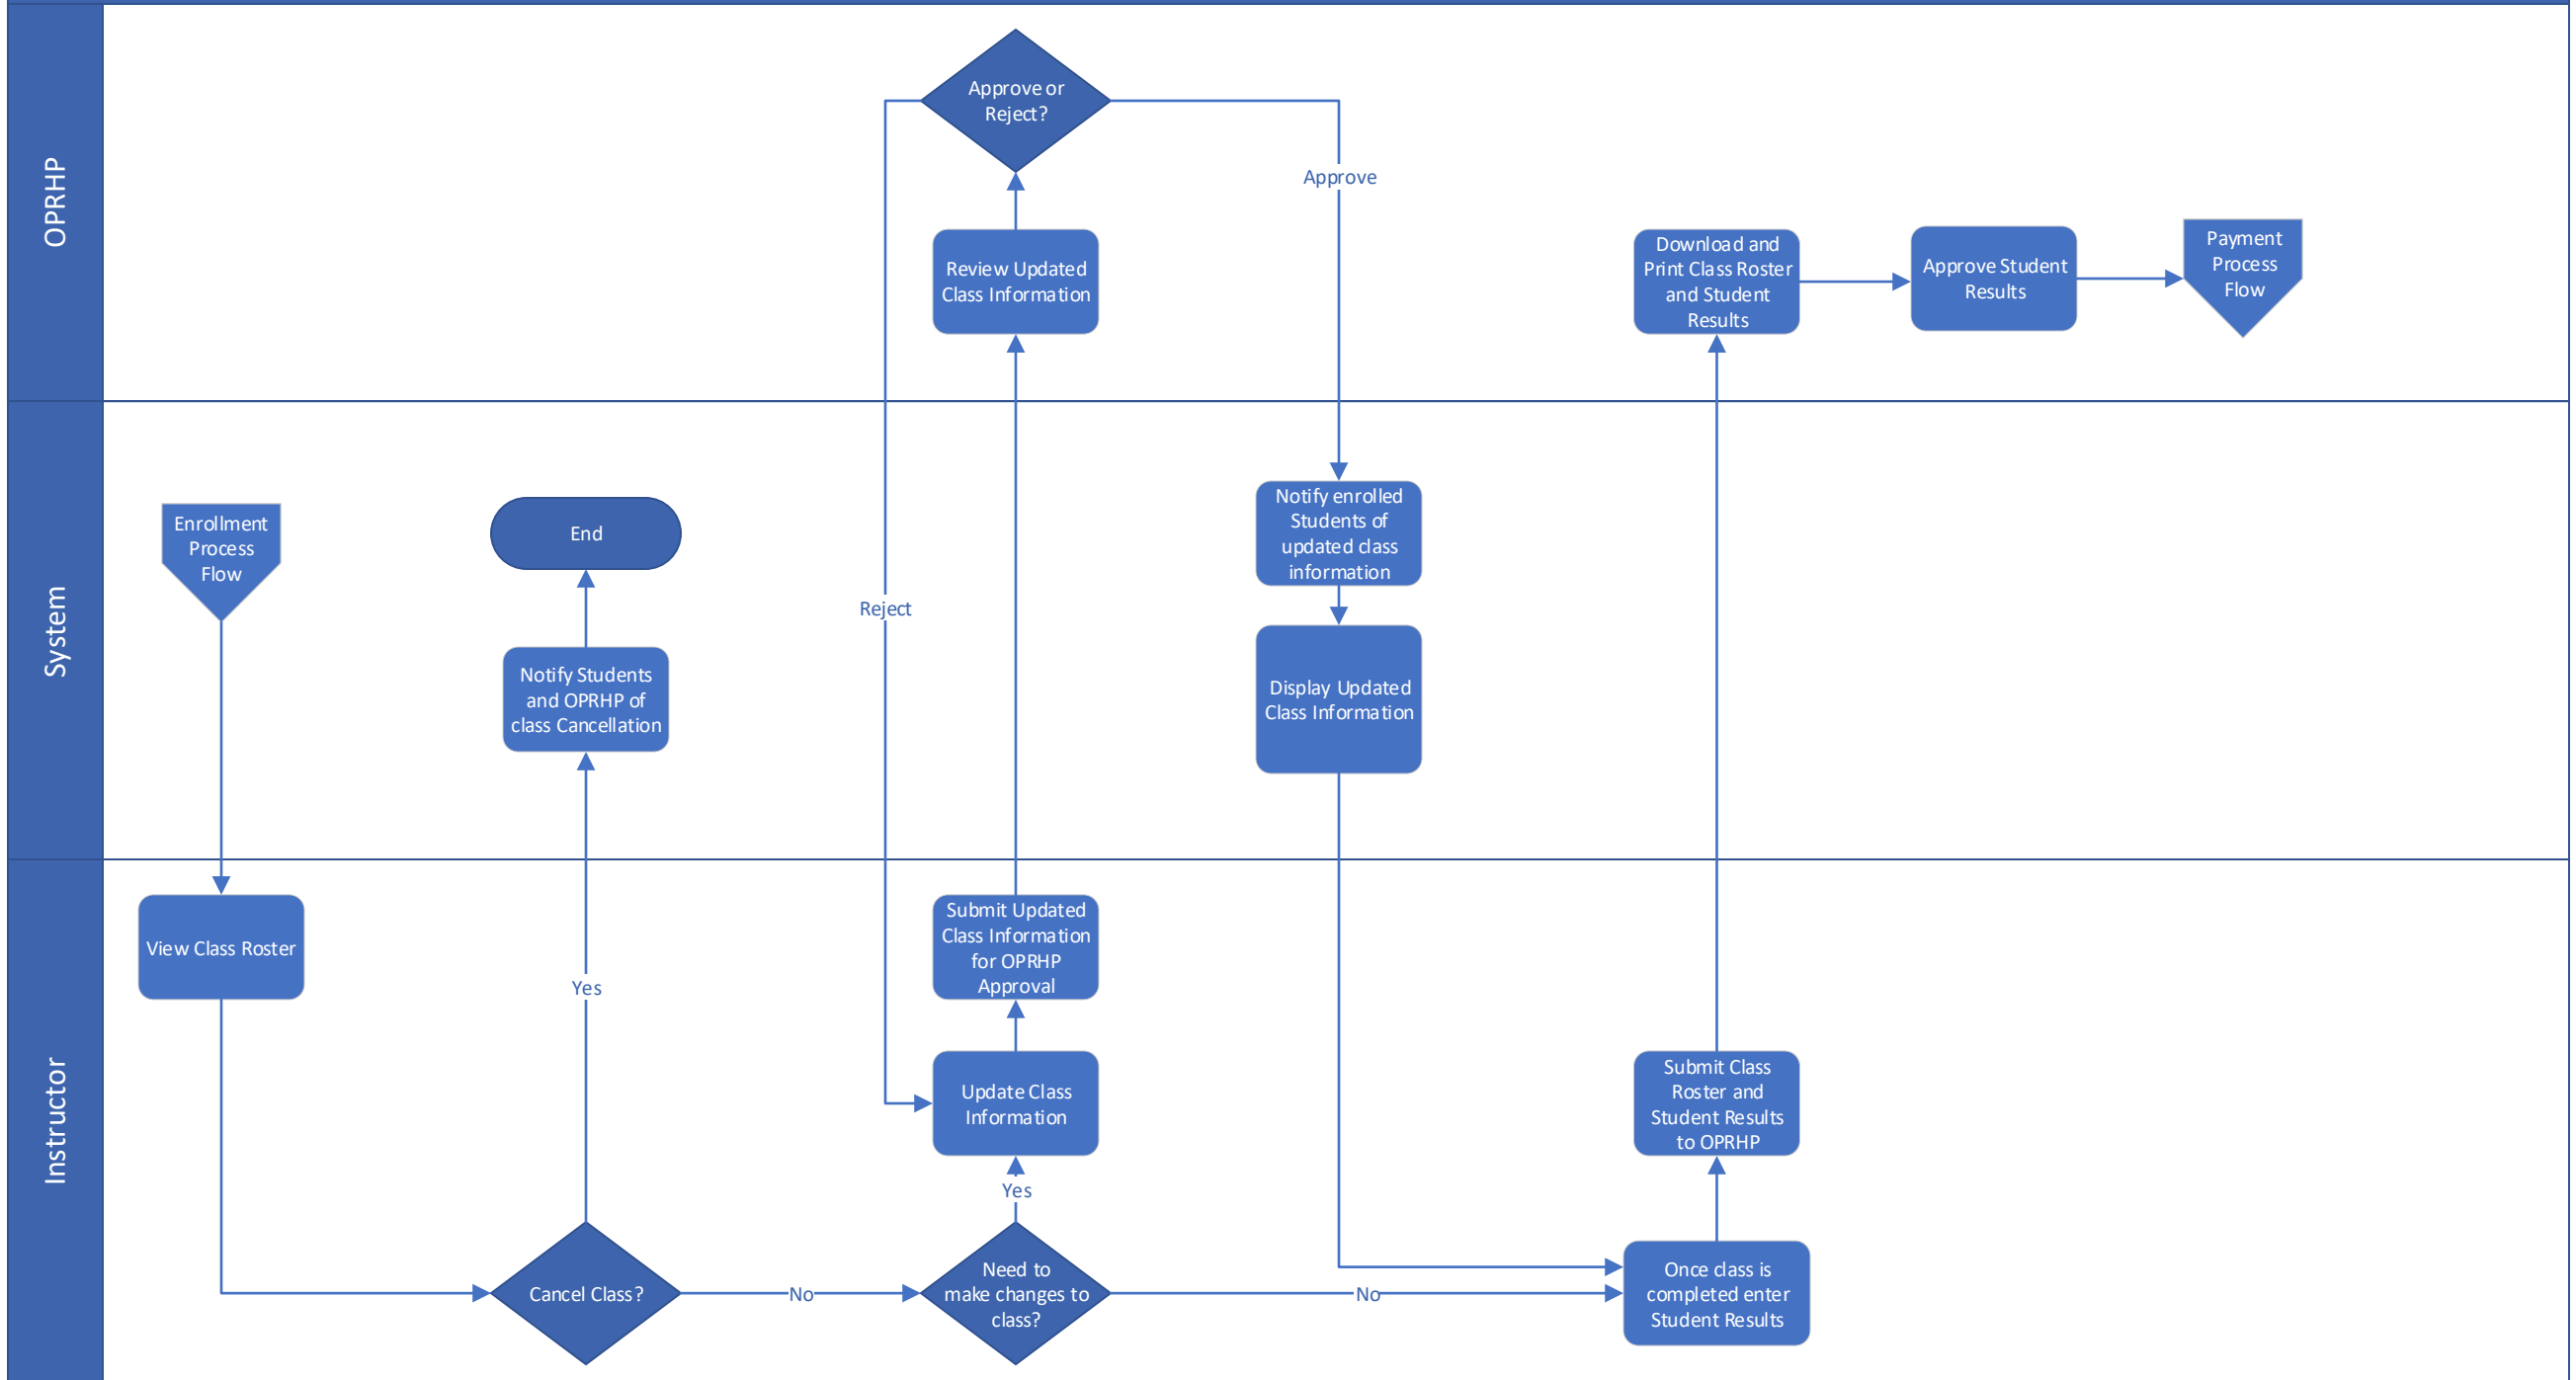 OPRHP
Approve or
Reject?
Approve
Review Updated
Class Information
Download and
Print Class Roster
and Student
Results
Approve Student
Results
Payment
Process
Flow
System
Enrollment
Process
Flow
End
Notify Students
and OPRHP of
class Cancellation
Reject
Notify enrolled
Students of
updated class
information
Display Updated
Class Information
Instructor
View Class Roster
Yes
Submit Updated
Class Information
for OPRHP
Approval
Update Class
Information
Yes
Submit Class
Roster and
Student Results
to OPRHP
Cancel Class?
No
Need to
make changes to
class?
No
Once class is
completed enter
Student Results